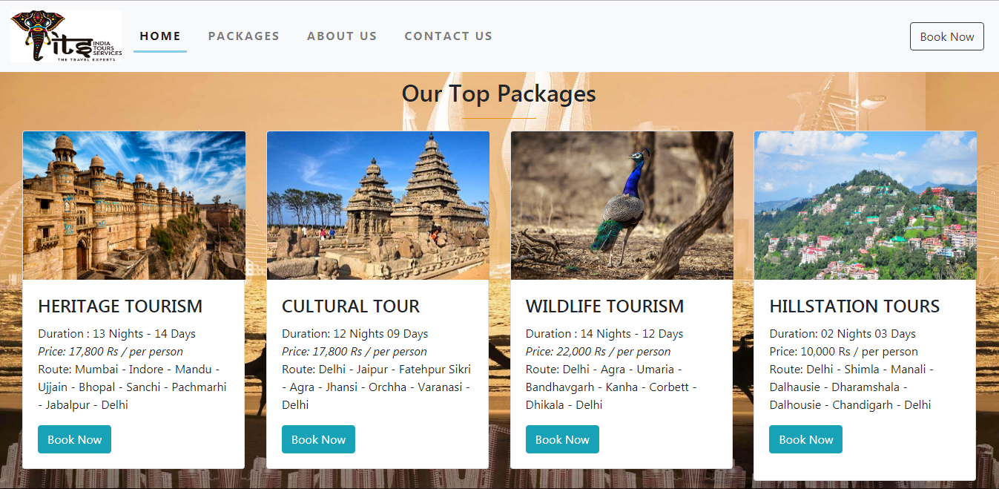 its INDIA
TOURS
SERVICES
THE TRAVEL EXPERTS
HOME PACKAGES ABOUT US CONTACT US Book Now
Our Top Packages
HERITAGE TOURISM
Duration : 13 Nights - 14 Days
Price: 17,800 Rs / per person
Route: Mumbai - Indore - Mandu -
Ujjain - Bhopal - Sanchi - Pachmarhi
- Jabalpur - Delhi
Book Now
CULTURAL TOUR
Duration: 12 Nights 09 Days
Price: 17,800 Rs / per person
Route: Delhi - Jaipur - Fatehpur Sikri
- Agra - Jhansi - Orchha - Varanasi -
Delhi
Book Now
WILDLIFE TOURISM
Duration : 14 Nights - 12 Days
Price: 22,000 Rs / per person
Route: Delhi - Agra - Umaria -
Bandhavgarh - Kanha - Corbett -
Dhikala - Delhi
Book Now
HILLSTATION TOURS
Duration: 02 Nights 03 Days
Price: 10,000 Rs / per person
Route: Delhi - Shimla - Manali -
Dalhausie - Dharamshala -
Dalhousie - Chandigarh - Delhi
Book Now